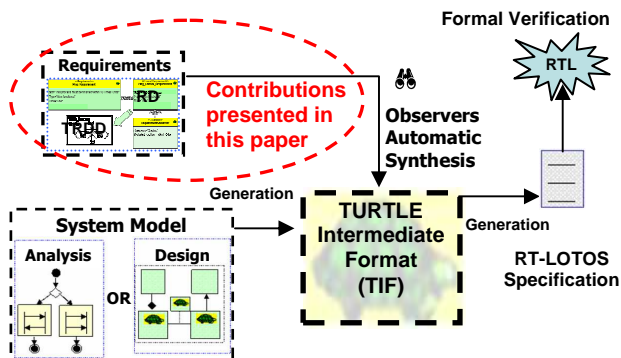 Formal Verification
RTL
Requirements
RD
TRDD
Contributions
presented in
this paper
Observers
Automatic
Synthesis
Generation
System Model
Analysis
OR
Design
TURTLE
Intermediate
Format
(TIF)
Generation
RT-LOTOS
Specification